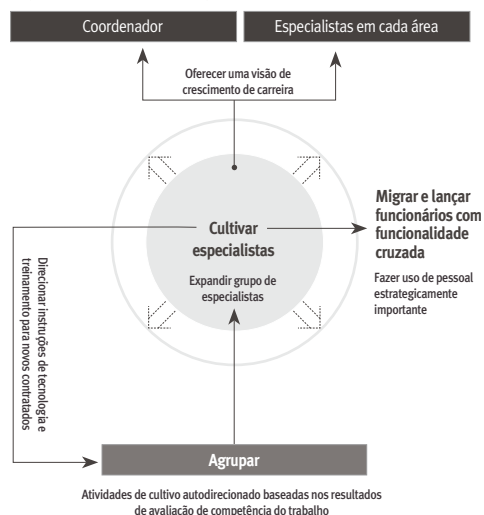 Coordenador
Especialistas em cada área
Oferecer uma visão de
crescimento de carreira
Cultivar
especialistas
Expandir grupo de
especialistas
Migrar e lançar
funcionários com
funcionalidade
cruzada
Fazer uso de pessoal
estrategicamente
importante
Direcionar instuções de tecnologia e
treinamento para novos contratados
Agrupar
Atividades de cultivo autodirecionado baseadas nos resultados
de avaliação de competência do trabalho